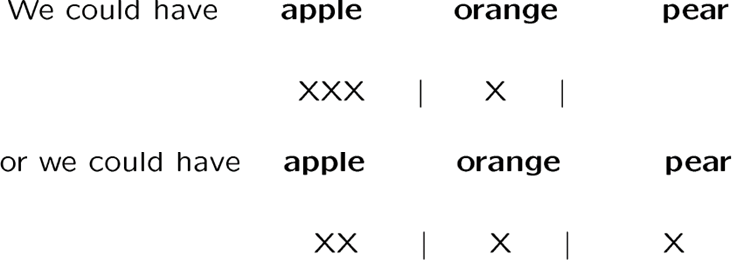 We could have apple orange pear
XXX | X |
or we could have apple orange pear
XX | X | X